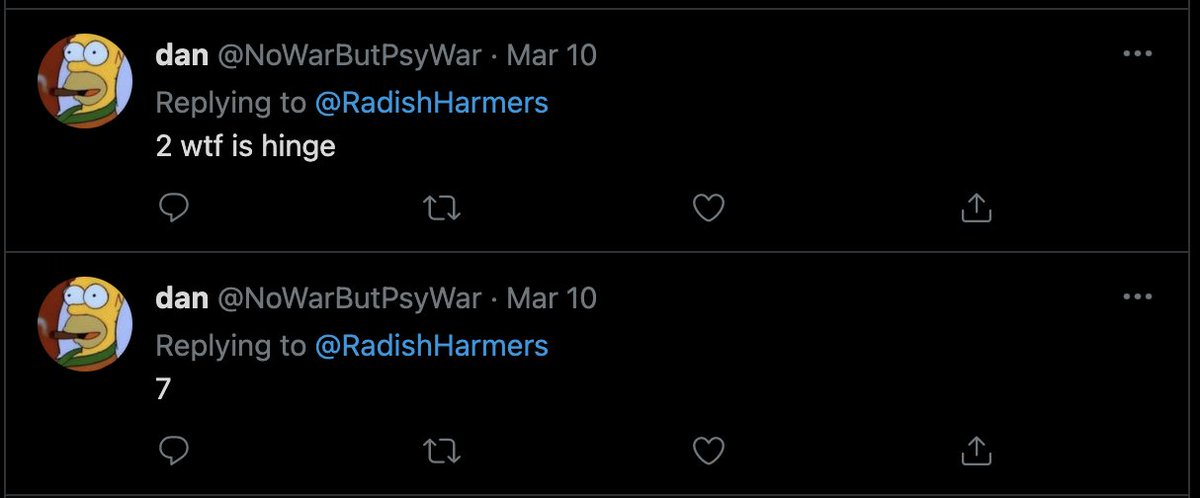 dan @NoWarButPsyWar · Mar 10
Replying to @RadishHarmers
2 wtf is hinge
dan @NoWarButPsyWar · Mar 10
Replying to @RadishHarmers
7